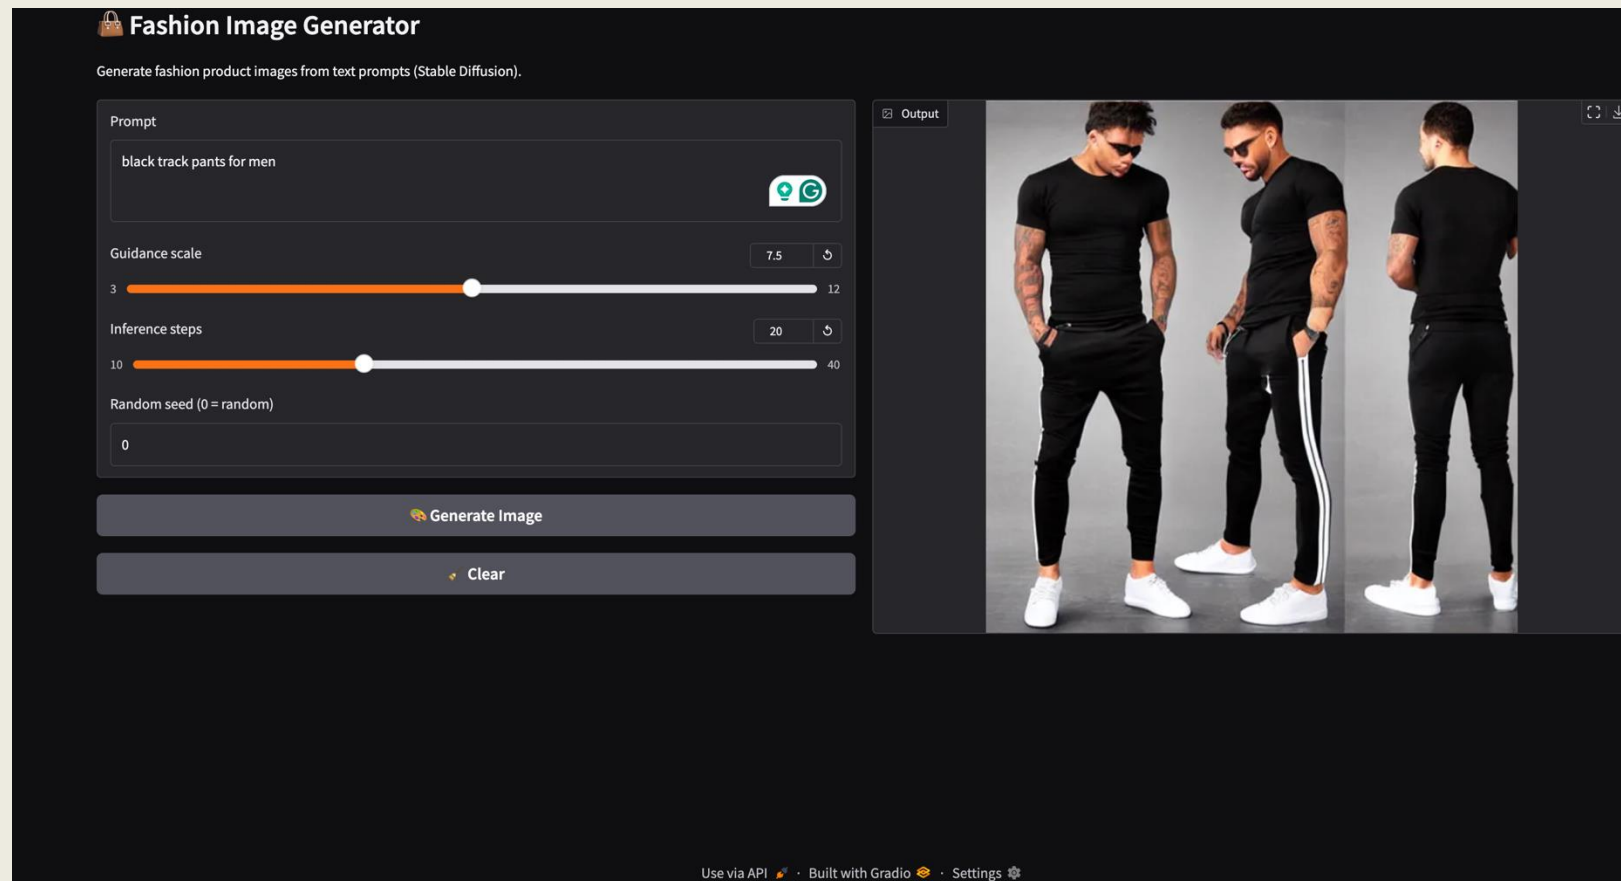 👜 Fashion Image Generator
Generate fashion product images from text prompts (Stable Diffusion).
Prompt
black track pants for men
Guidance scale
7.5
3
12
Inference steps
20
10
40
Random seed (0 = random)
0
🎨 Generate Image
🧹 Clear
Output
Use via API 🚀 · Built with Gradio · Settings ⚙️